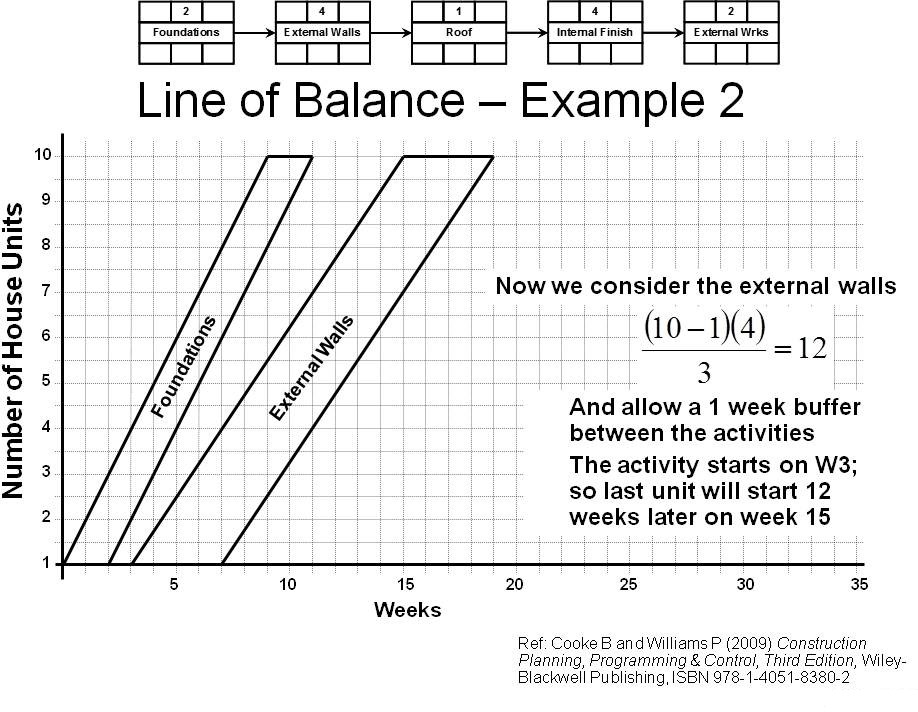 2 4 1 4 2
Foundations External Walls Roof Internal Finish External Wrks
Line of Balance – Example 2
Number of House Units
10
9
8
7
6
5
4
3
2
1
Foundations
External Walls
Now we consider the external walls
(10 – 1)(4)
3
= 12
And allow a 1 week buffer
between the activities
The activity starts on W3;
so last unit will start 12
weeks later on week 15
5 10 15 20 25 30 35
Weeks
Ref: Cooke B and Williams P (2009) Construction
Planning, Programming & Control, Third Edition, Wiley-
Blackwell Publishing, ISBN 978-1-4051-8380-2